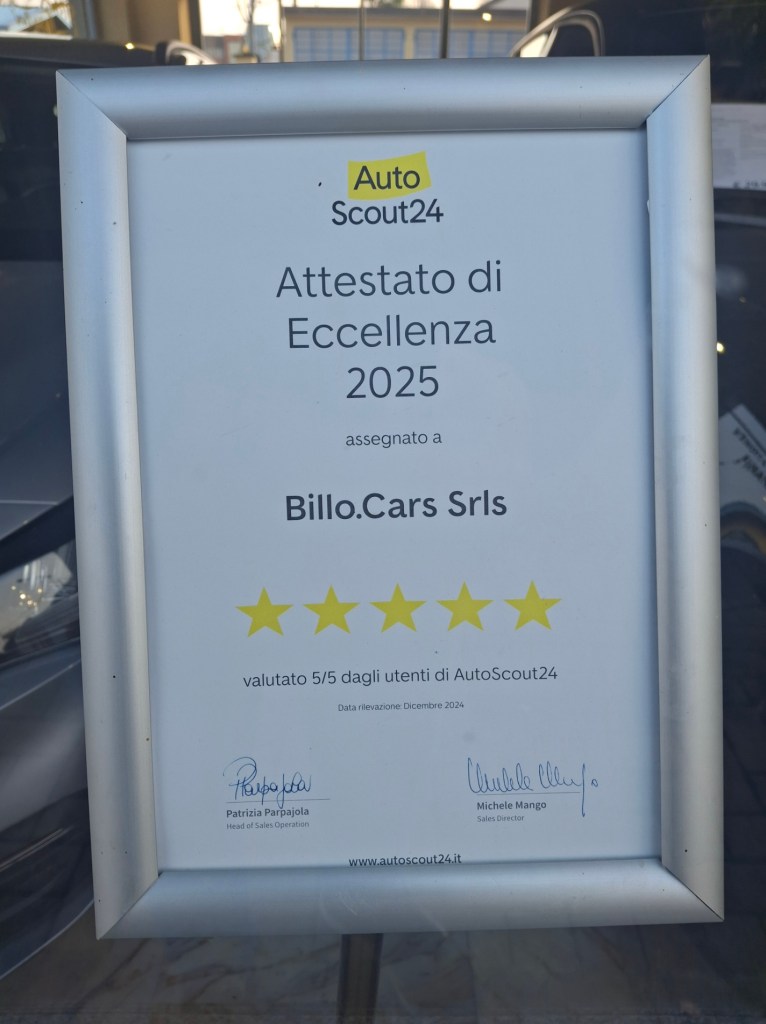 Auto
Scout24
Attestato di
Eccellenza
2025
assegnato a
Billo.Cars Srls
valutato 5/5 dagli utenti di AutoScout24
Data rilevazione: Dicembre 2024
Patrizia Parpajola
Head of Sales Operation
Michele Mango
Sales Director
www.autoscout24.it